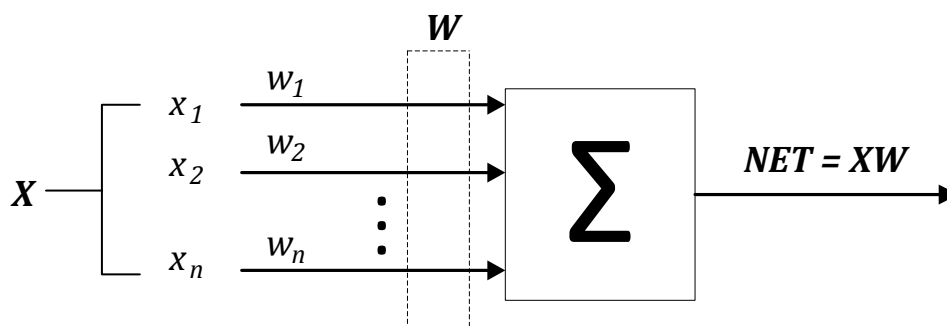 W
w1
x1
w2
x2
X
NET = XW
wn
xn
Σ